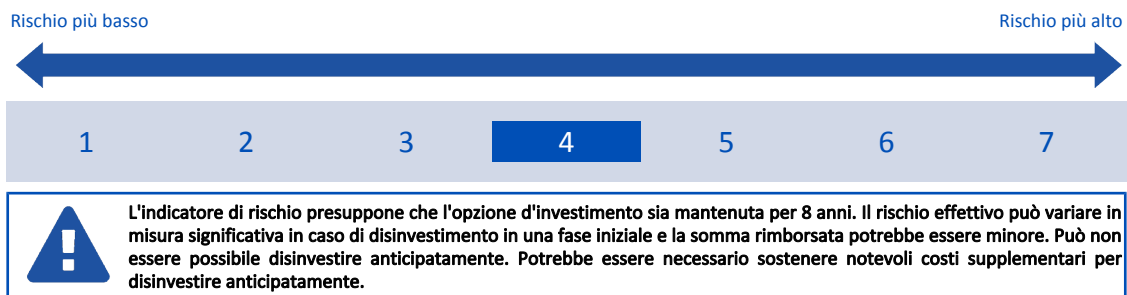 Rischio più basso Rischio più alto
1 2 3 4 5 6 7
L'indicatore di rischio presuppone che l'opzione d'investimento sia mantenuta per 8 anni. Il rischio effettivo può variare in
misura significativa in caso di disinvestimento in una fase iniziale e la somma rimborsata potrebbe essere minore. Può non
essere possibile disinvestire anticipatamente. Potrebbe essere necessario sostenere notevoli costi supplementari per
disinvestire anticipatamente.